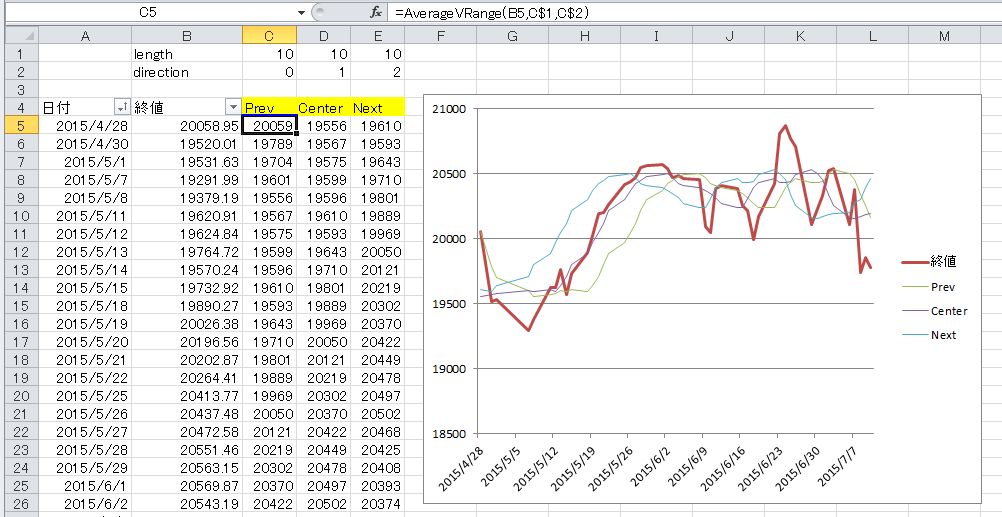 C5 fx =AverageVRange(B5,C$1,C$2)
A B C D E F G H I J K L M
1 length 10 10 10
2 direction 0 1 2
3
4 日付 終値 Prev Center Next
5 2015/4/28 20058.95 20059 19556 19610
6 2015/4/30 19520.01 19789 19567 19593
7 2015/5/1 19531.63 19704 19575 19643
8 2015/5/7 19291.99 19601 19599 19710
9 2015/5/8 19379.19 19556 19596 19801
10 2015/5/11 19620.91 19567 19610 19889
11 2015/5/12 19624.84 19575 19593 19969
12 2015/5/13 19764.72 19599 19643 20050
13 2015/5/14 19570.24 19596 19710 20121
14 2015/5/15 19732.92 19610 19801 20219
15 2015/5/18 19890.27 19593 19889 20302
16 2015/5/19 20026.38 19643 19969 20370
17 2015/5/20 20196.56 19710 20050 20422
18 2015/5/21 20202.87 19801 20121 20449
19 2015/5/22 20264.41 19889 20219 20478
20 2015/5/25 20413.77 19969 20302 20497
21 2015/5/26 20437.48 20050 20370 20502
22 2015/5/27 20472.58 20121 20422 20468
23 2015/5/28 20551.46 20219 20449 20425
24 2015/5/29 20563.15 20302 20478 20408
25 2015/6/1 20569.87 20370 20497 20393
26 2015/6/2 20543.19 20422 20502 20374
21000
20500
20000
19500
19000
18500
2015/4/28 2015/5/5 2015/5/12 2015/5/19 2015/5/26 2015/6/2 2015/6/9 2015/6/16 2015/6/23 2015/6/30 2015/7/7
終値
Prev
Center
Next